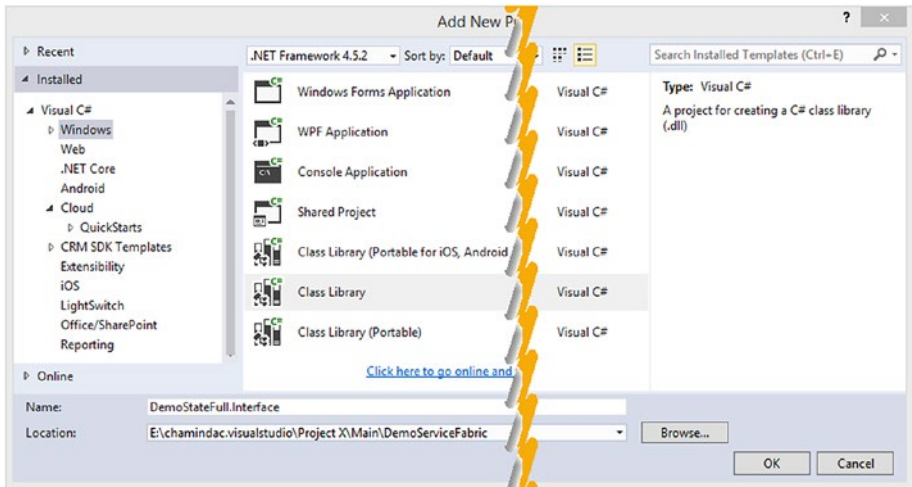 Add New P
?
Recent
.NET Framework 4.5.2
Sort by: Default
Search Installed Templates (Ctrl+E)
Installed
Visual C#
Windows
Web
.NET Core
Android
Cloud
QuickStarts
CRM SDK Templates
Extensibility
iOS
LightSwitch
Office/SharePoint
Reporting
Online
Windows Forms Application Visual C#
WPF Application Visual C#
Console Application Visual C#
Shared Project Visual C#
Class Library (Portable for iOS, Android Visual C#
Class Library Visual C#
Class Library (Portable) Visual C#
Click here to go online and
Type: Visual C#
A project for creating a C# class library
(.dll)
Name: DemoStateFull.Interface
Location: E:\chamindac.visualstudio\Project X\Main\DemoServiceFabric
Browse...
OK Cancel